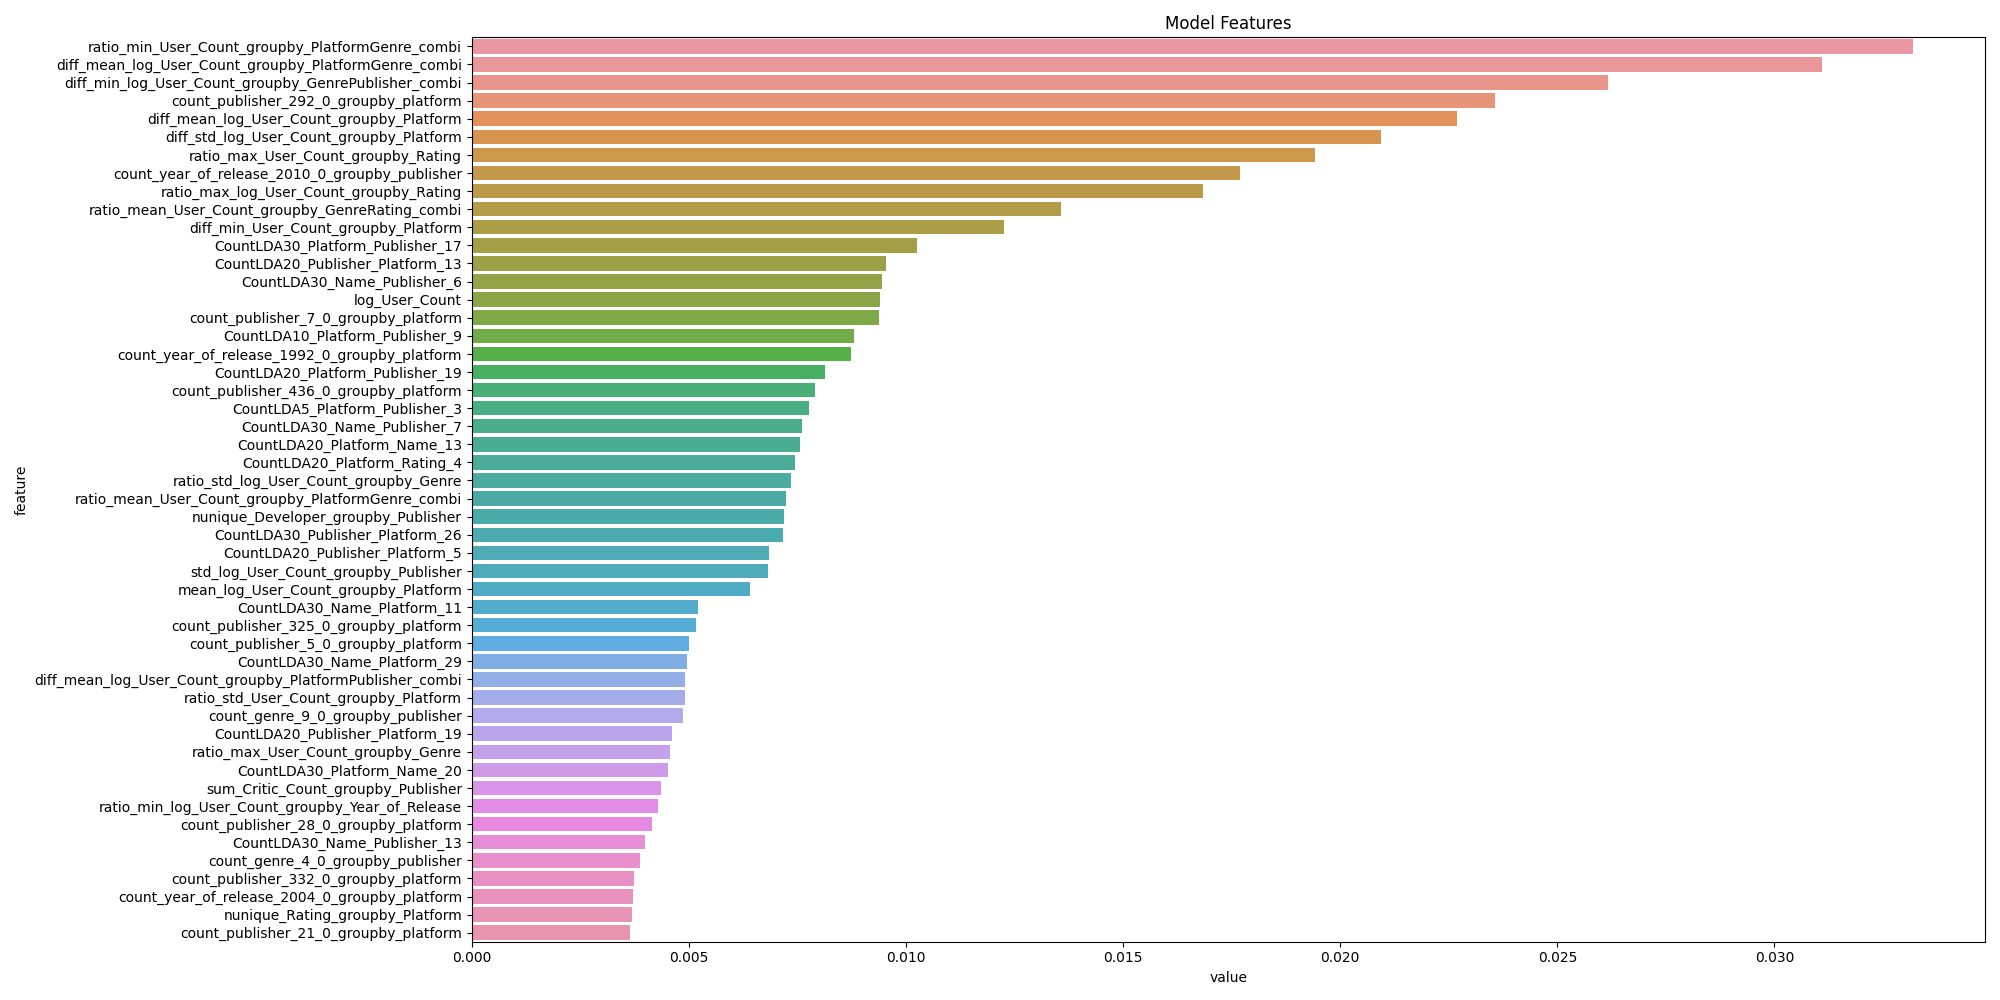 Model Features
ratio_min_User_Count_groupby_PlatformGenre_combi
diff_mean_log_User_Count_groupby_PlatformGenre_combi
diff_min_log_User_Count_groupby_GenrePublisher_combi
count_publisher_292_0_groupby_platform
diff_mean_log_User_Count_groupby_Platform
diff_std_log_User_Count_groupby_Platform
ratio_max_User_Count_groupby_Rating
count_year_of_release_2010_0_groupby_publisher
ratio_max_log_User_Count_groupby_Rating
ratio_mean_User_Count_groupby_GenreRating_combi
diff_min_User_Count_groupby_Platform
CountLDA30_Platform_Publisher_17
CountLDA20_Publisher_Platform_13
CountLDA30_Name_Publisher_6
log_User_Count
count_publisher_7_0_groupby_platform
CountLDA10_Platform_Publisher_9
count_year_of_release_1992_0_groupby_platform
CountLDA20_Platform_Publisher_19
count_publisher_436_0_groupby_platform
CountLDA5_Platform_Publisher_3
CountLDA30_Name_Publisher_7
CountLDA20_Platform_Name_13
CountLDA20_Platform_Rating_4
ratio_std_log_User_Count_groupby_Genre
ratio_mean_User_Count_groupby_PlatformGenre_combi
nunique_Developer_groupby_Publisher
CountLDA30_Publisher_Platform_26
CountLDA20_Publisher_Platform_5
std_log_User_Count_groupby_Publisher
mean_log_User_Count_groupby_Platform
CountLDA30_Name_Platform_11
count_publisher_325_0_groupby_platform
count_publisher_5_0_groupby_platform
CountLDA30_Name_Platform_29
diff_mean_log_User_Count_groupby_PlatformPublisher_combi
ratio_std_User_Count_groupby_Platform
count_genre_9_0_groupby_publisher
CountLDA20_Publisher_Platform_19
ratio_max_User_Count_groupby_Genre
CountLDA30_Platform_Name_20
sum_Critic_Count_groupby_Publisher
ratio_min_log_User_Count_groupby_Year_of_Release
count_publisher_28_0_groupby_platform
CountLDA30_Name_Publisher_13
count_genre_4_0_groupby_publisher
count_publisher_332_0_groupby_platform
count_year_of_release_2004_0_groupby_platform
nunique_Rating_groupby_Platform
count_publisher_21_0_groupby_platform
feature
0.000 0.005 0.010 0.015 0.020 0.025 0.030
value